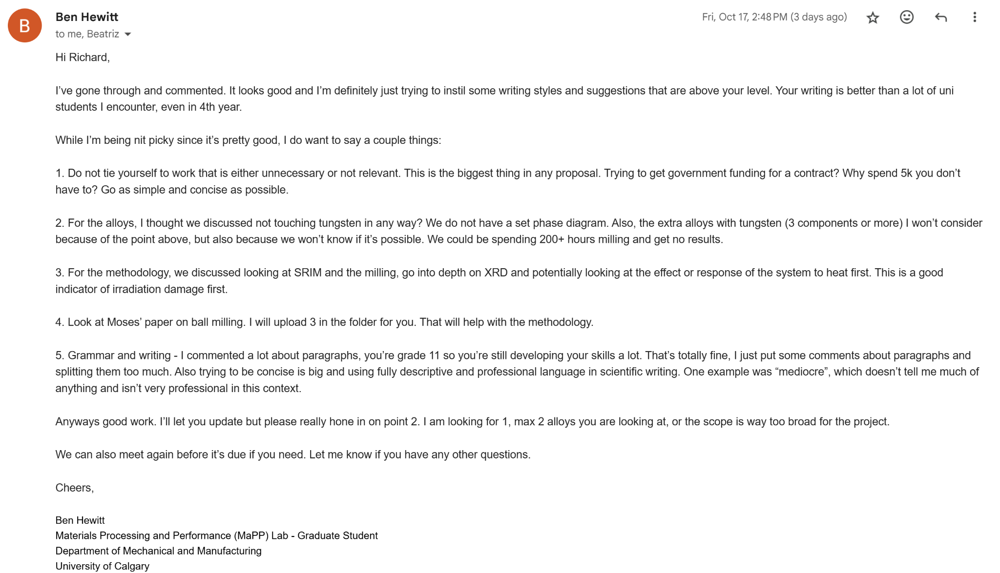 Ben Hewitt
Fri, Oct 17, 2:48 PM (3 days ago)
to me, Beatriz
B
Hi Richard,
I’ve gone through and commented. It looks good and I’m definitely just trying to instil some writing styles and suggestions that are above your level. Your writing is better than a lot of uni
students I encounter, even in 4th year.
While I’m being nit picky since it’s pretty good, I do want to say a couple things:
1. Do not tie yourself to work that is either unnecessary or not relevant. This is the biggest thing in any proposal. Trying to get government funding for a contract? Why spend 5k you don’t
have to? Go as simple and concise as possible.
2. For the alloys, I thought we discussed not touching tungsten in any way? We do not have a set phase diagram. Also, the extra alloys with tungsten (3 components or more) I won’t consider
because of the point above, but also because we won’t know if it’s possible. We could be spending 200+ hours milling and get no results.
3. For the methodology, we discussed looking at SRIM and the milling, go into depth on XRD and potentially looking at the effect or response of the system to heat first. This is a good
indicator of irradiation damage first.
4. Look at Moses’ paper on ball milling. I will upload 3 in the folder for you. That will help with the methodology.
5. Grammar and writing - I commented a lot about paragraphs, you’re grade 11 so you’re still developing your skills a lot. That’s totally fine, I just put some comments about paragraphs and
splitting them too much. Also trying to be concise is big and using fully descriptive and professional language in scientific writing. One example was “mediocre”, which doesn’t tell me much of
anything and isn’t very professional in this context.
Anyways good work. I’ll let you update but please really hone in on point 2. I am looking for 1, max 2 alloys you are looking at, or the scope is way too broad for the project.
We can also meet again before it’s due if you need. Let me know if you have any other questions.
Cheers,
Ben Hewitt
Materials Processing and Performance (MaPP) Lab - Graduate Student
Department of Mechanical and Manufacturing
University of Calgary